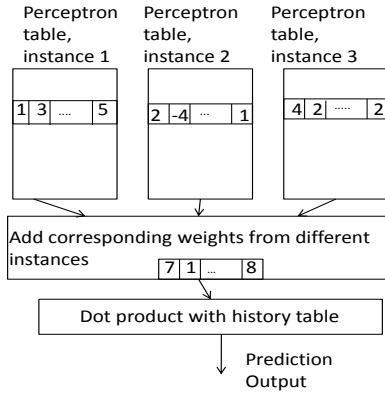 Perceptron table, instance 1
Perceptron table, instance 2
Perceptron table, instance 3
1 3 .... 5
2 -4 ... 1
4 2 ..... 2
Add corresponding weights from different
instances
7 1 ... 8
Dot product with history table
Prediction
Output